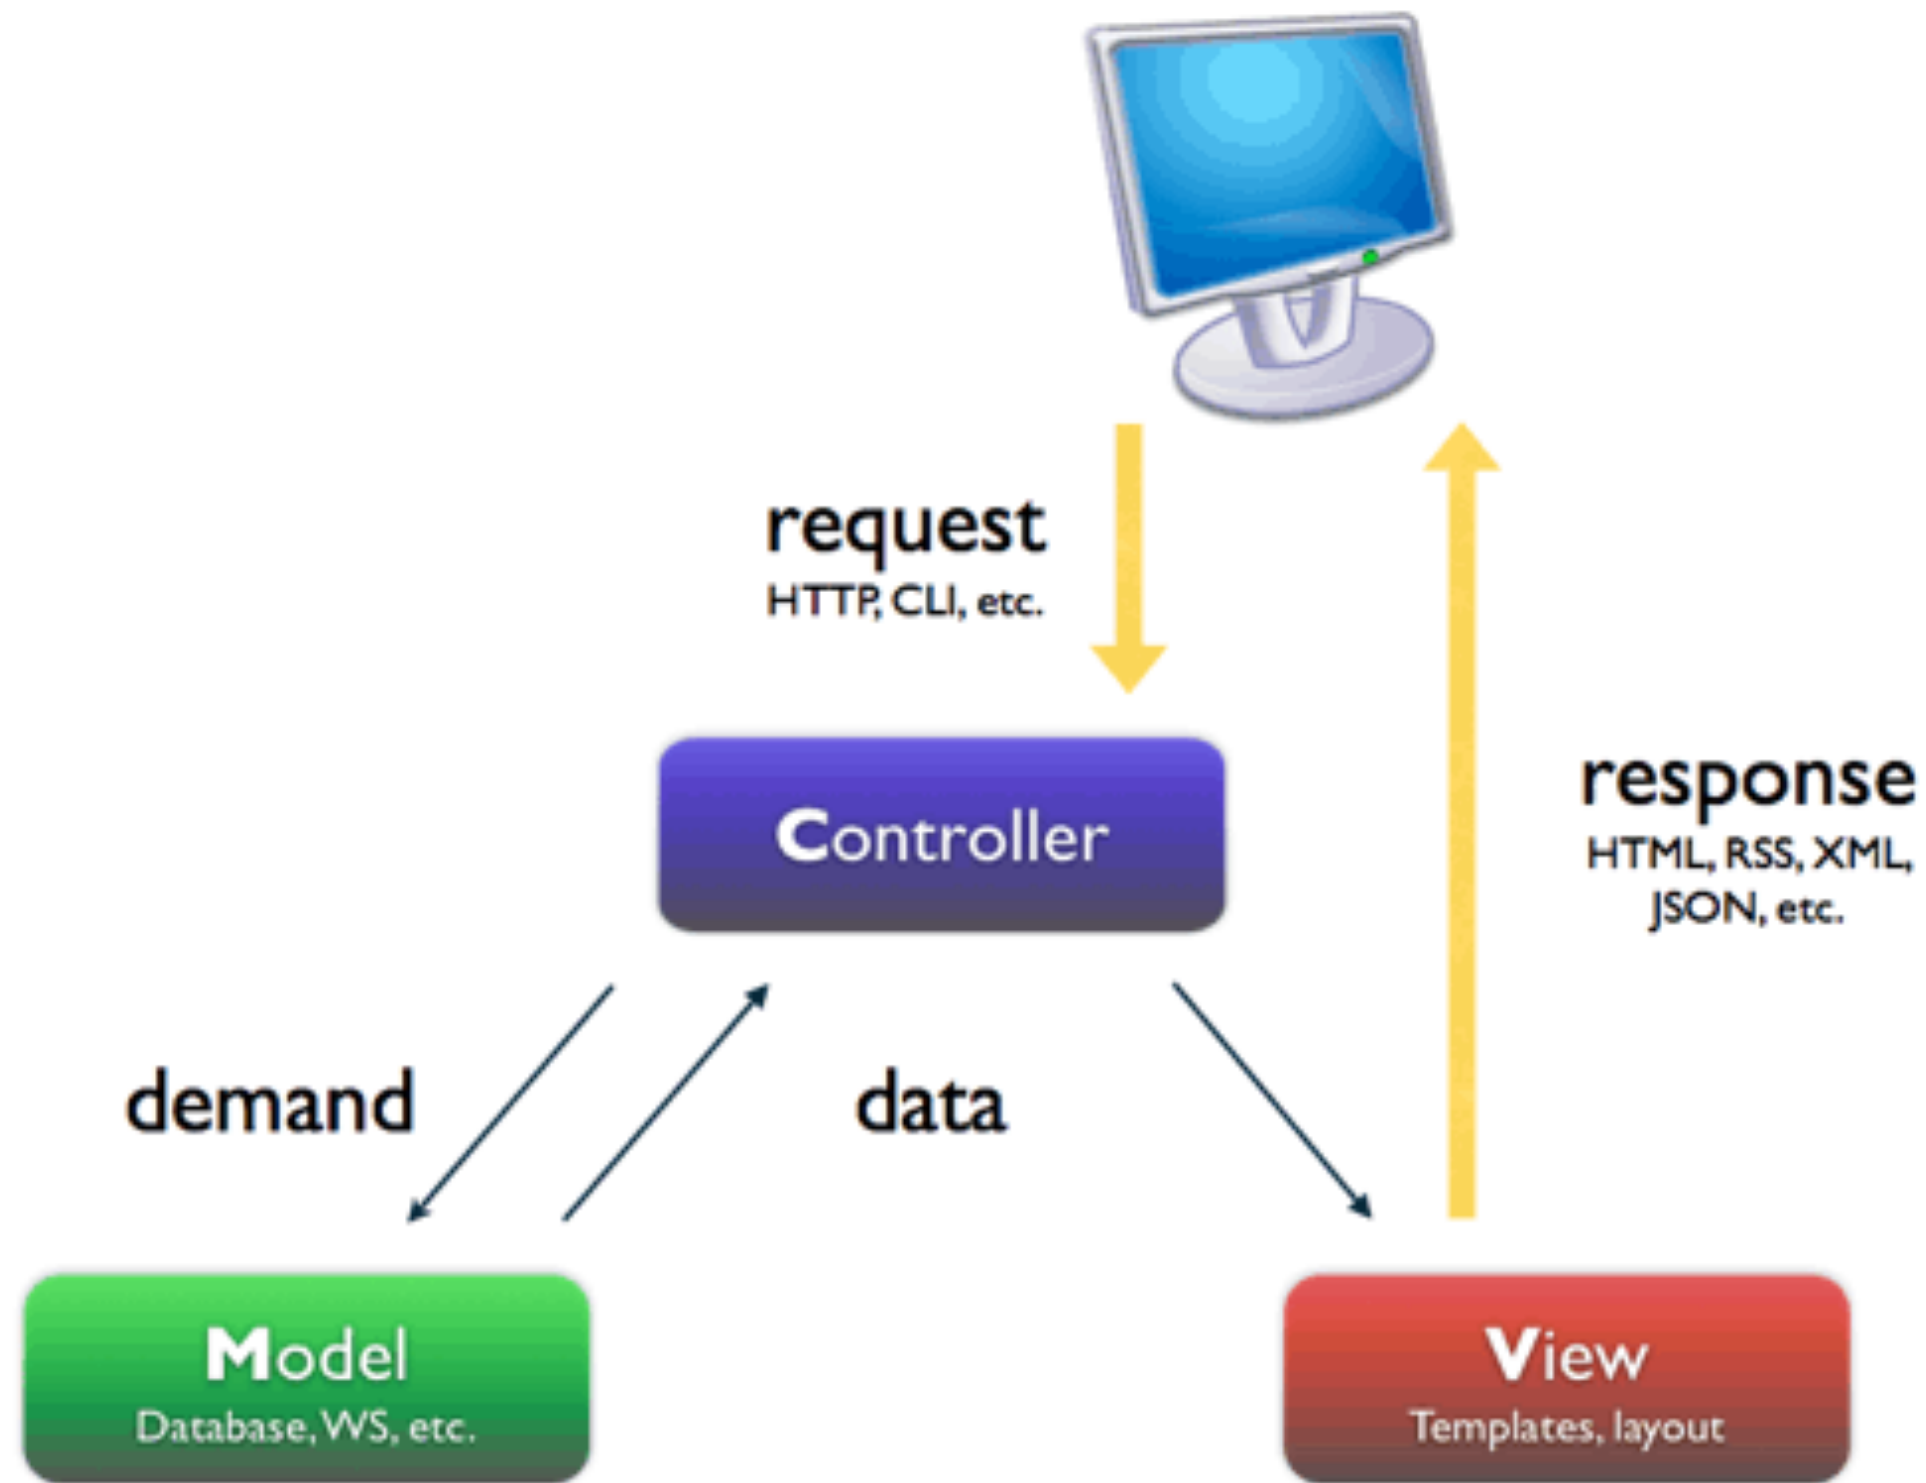 request
HTTP, CLI, etc.
Controller
response
HTML, RSS, XML,
JSON, etc.
demand
data
Model
Database, WS, etc.
View
Templates, layout